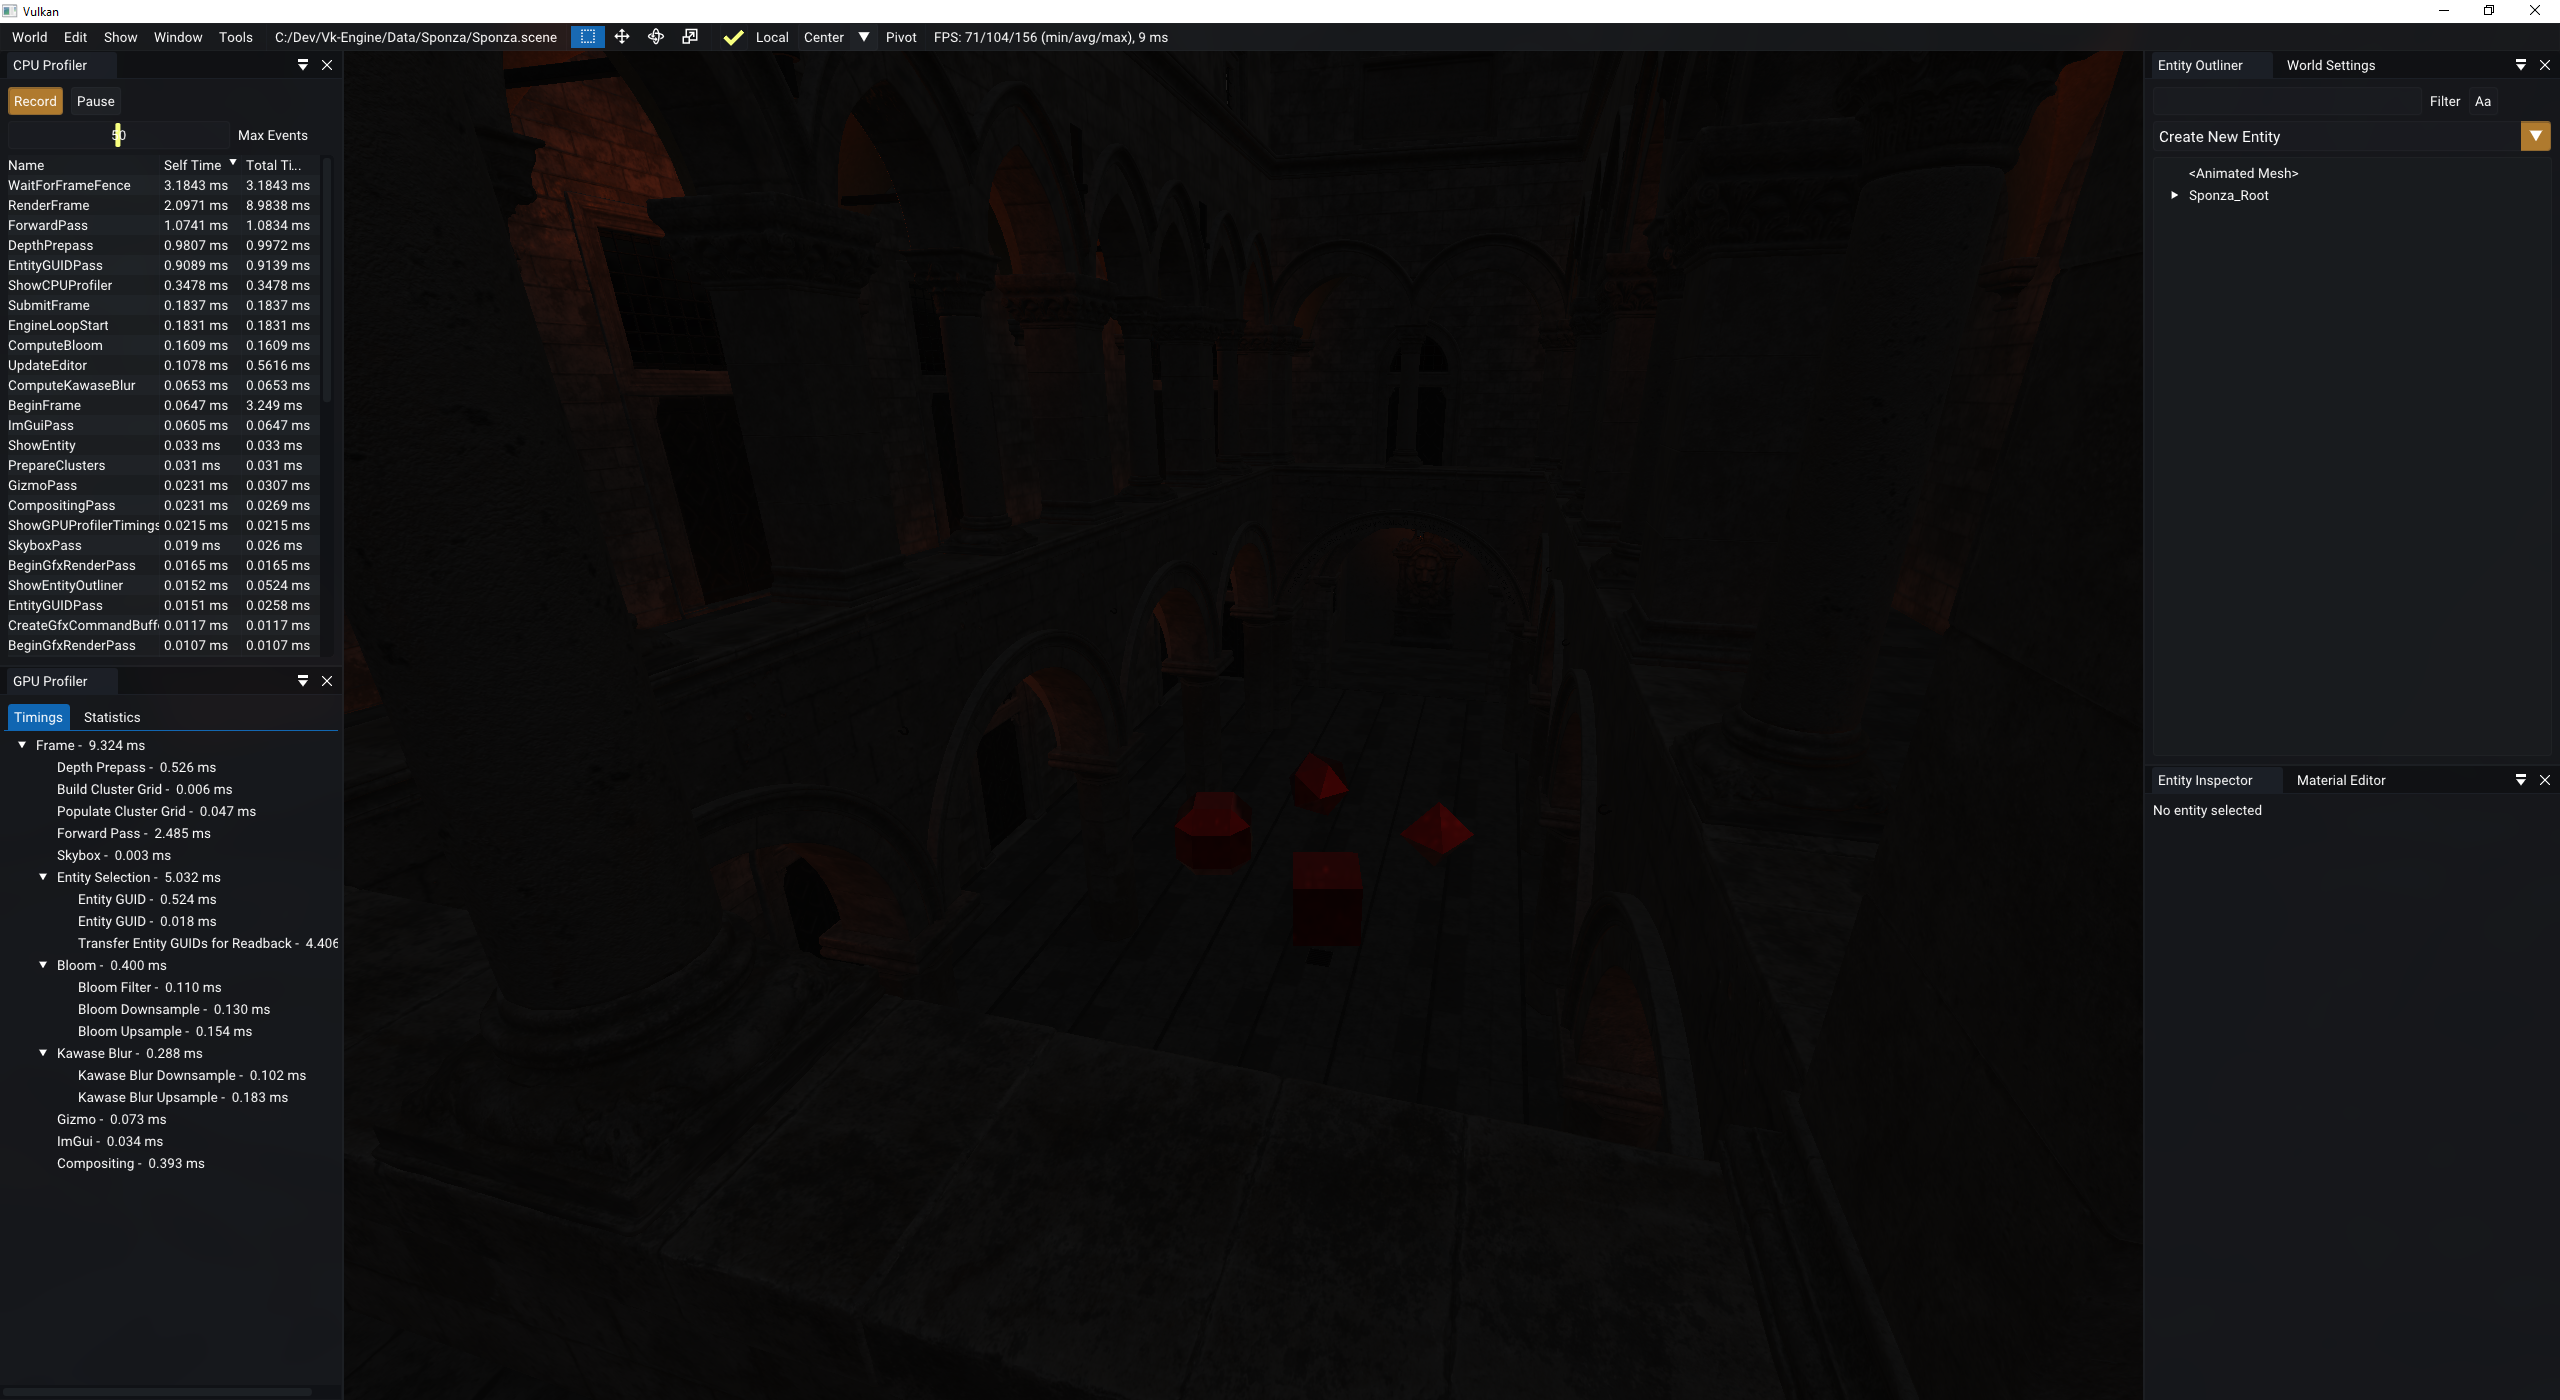 Vulkan
World Edit Show Window Tools C:/Dev/Vk-Engine/Data/Sponza/Sponza.scene Local Center Pivot FPS: 71/104/156 (min/avg/max), 9 ms
CPU Profiler
Record Pause
50 Max Events
Name Self Time Total Ti...
WaitForFrameFence 3.1843 ms 3.1843 ms
RenderFrame 2.0971 ms 8.9838 ms
ForwardPass 1.0741 ms 1.0834 ms
DepthPrepass 0.9807 ms 0.9972 ms
EntityGUIDPass 0.9089 ms 0.9139 ms
ShowCPUProfiler 0.3478 ms 0.3478 ms
SubmitFrame 0.1837 ms 0.1837 ms
EngineLoopStart 0.1831 ms 0.1831 ms
ComputeBloom 0.1609 ms 0.1609 ms
UpdateEditor 0.1078 ms 0.5616 ms
ComputeKawaseBlur 0.0653 ms 0.0653 ms
BeginFrame 0.0647 ms 3.249 ms
ImGuiPass 0.0605 ms 0.0647 ms
ShowEntity 0.033 ms 0.033 ms
PrepareClusters 0.031 ms 0.031 ms
GizmoPass 0.0231 ms 0.0307 ms
CompositingPass 0.0231 ms 0.0269 ms
ShowGPUProfilerTimings 0.0215 ms 0.0215 ms
SkyboxPass 0.019 ms 0.026 ms
BeginGfxRenderPass 0.0165 ms 0.0165 ms
ShowEntityOutliner 0.0152 ms 0.0524 ms
EntityGUIDPass 0.0151 ms 0.0258 ms
CreateGfxCommandBuff 0.0117 ms 0.0117 ms
BeginGfxRenderPass 0.0107 ms 0.0107 ms
GPU Profiler
Timings Statistics
Frame - 9.324 ms
Depth Prepass - 0.526 ms
Build Cluster Grid - 0.006 ms
Populate Cluster Grid - 0.047 ms
Forward Pass - 2.485 ms
Skybox - 0.003 ms
Entity Selection - 5.032 ms
Entity GUID - 0.524 ms
Entity GUID - 0.018 ms
Transfer Entity GUIDs for Readback - 4.406
Bloom - 0.400 ms
Bloom Filter - 0.110 ms
Bloom Downsample - 0.130 ms
Bloom Upsample - 0.154 ms
Kawase Blur - 0.288 ms
Kawase Blur Downsample - 0.102 ms
Kawase Blur Upsample - 0.183 ms
Gizmo - 0.073 ms
ImGui - 0.034 ms
Compositing - 0.393 ms
Entity Outliner World Settings
Filter Aa
Create New Entity
<Animated Mesh>
Sponza_Root
Entity Inspector Material Editor
No entity selected